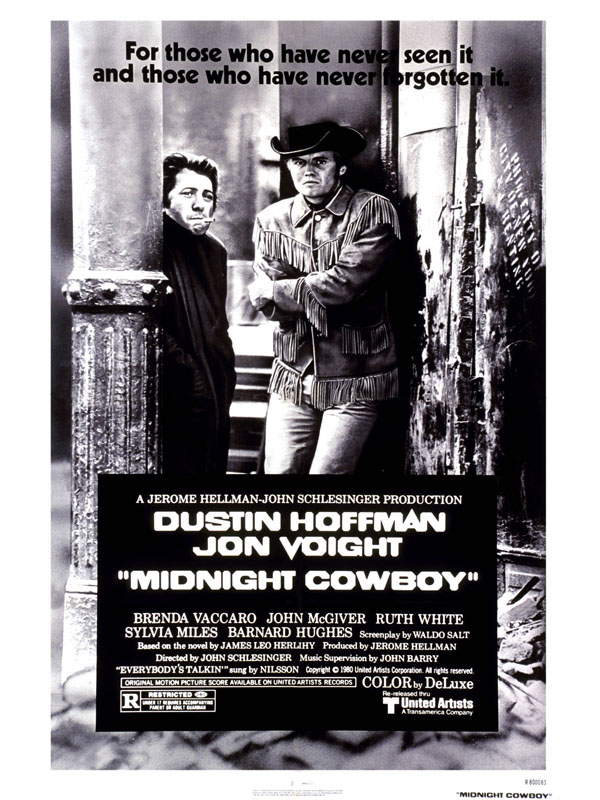 For those who have never seen it
and those who have never forgotten it.
A JEROME HELLMAN-JOHN SCHLESINGER PRODUCTION
DUSTIN HOFFMAN
JON VOIGHT
"MIDNIGHT COWBOY"
BRENDA VACCARO JOHN McGIVER RUTH WHITE
SYLVIA MILES BARNARD HUGHES Screenplay by WALDO SALT
Based on the novel by JAMES LEO HERLIHY Produced by JEROME HELLMAN
Directed by JOHN SCHLESINGER Music Supervision by JOHN BARRY
"EVERYBODY'S TALKIN'" sung by NILSSON Copyright © 1980 United Artists Corporation. All rights reserved.
ORIGINAL MOTION PICTURE SCORE AVAILABLE ON UNITED ARTISTS RECORDS COLOR by DeLuxe
R RESTRICTED
UNDER 17 REQUIRES ACCOMPANYING
PARENT OR ADULT GUARDIAN
Re-released thru
United Artists
A Transamerica Company
R 800083
"MIDNIGHT COWBOY"